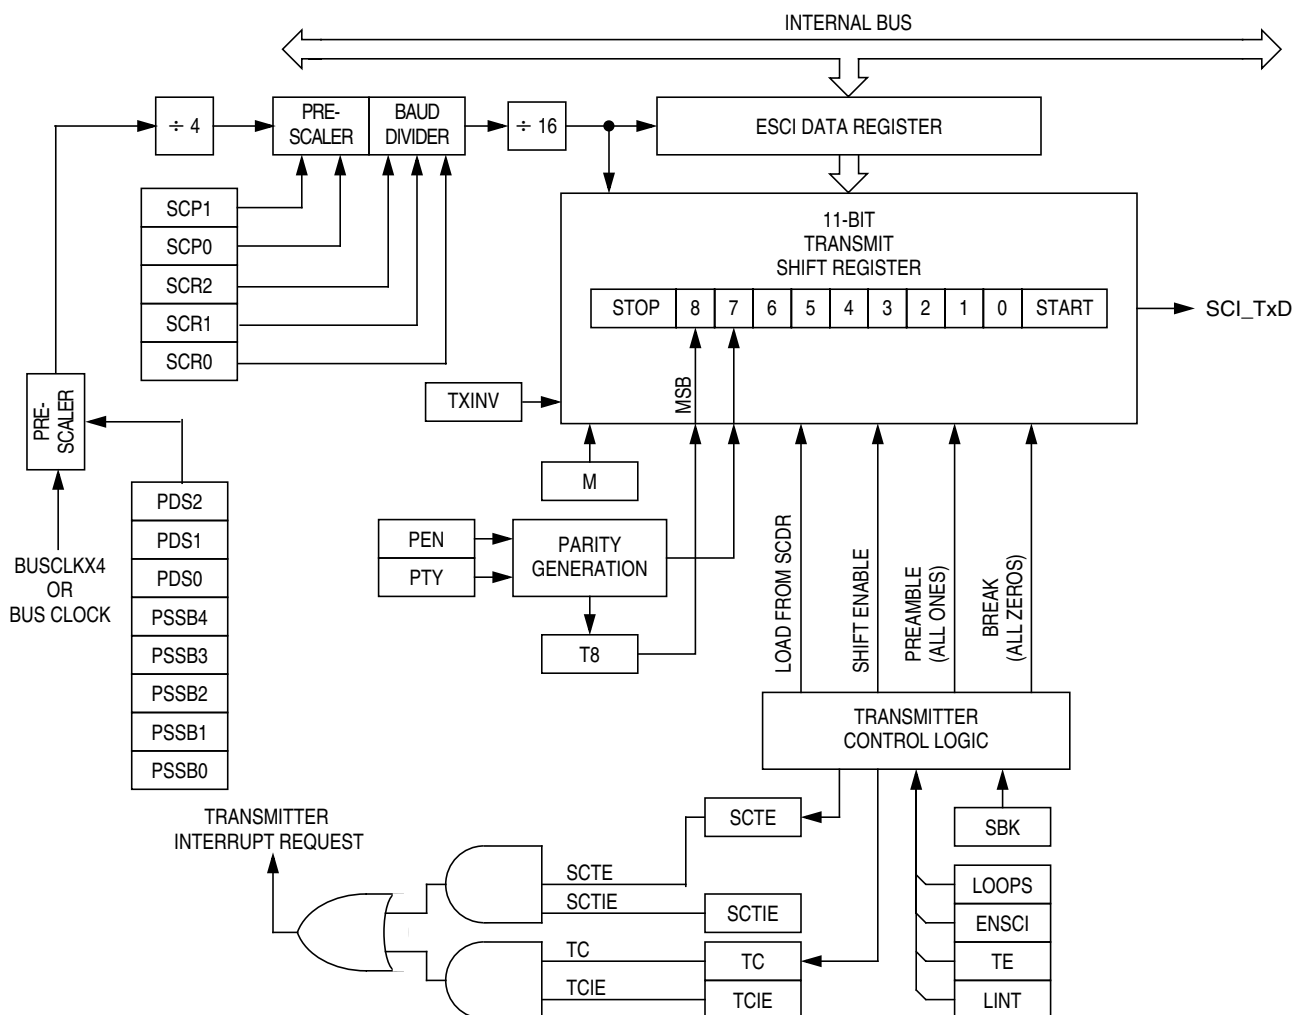 INTERNAL BUS
÷ 4
PRE-
SCALER
BAUD
DIVIDER
÷ 16
ESCI DATA REGISTER
SCP1
SCP0
SCR2
SCR1
SCR0
11-BIT
TRANSMIT
SHIFT REGISTER
STOP 8 7 6 5 4 3 2 1 0 START
SCI_TxD
PRE-
SCALER
TXINV
MSB
M
PDS2
PDS1
PDS0
PSSB4
PSSB3
PSSB2
PSSB1
PSSB0
BUSCLKX4
OR
BUS CLOCK
PEN
PTY
PARITY
GENERATION
T8
LOAD FROM SCDR
SHIFT ENABLE
PREAMBLE
(ALL ONES)
BREAK
(ALL ZEROS)
TRANSMITTER
CONTROL LOGIC
TRANSMITTER
INTERRUPT REQUEST
SCTE
SBK
SCTE
SCTIE
SCTIE
TC
TC
TCIE
TCIE
LOOPS
ENSCI
TE
LINT